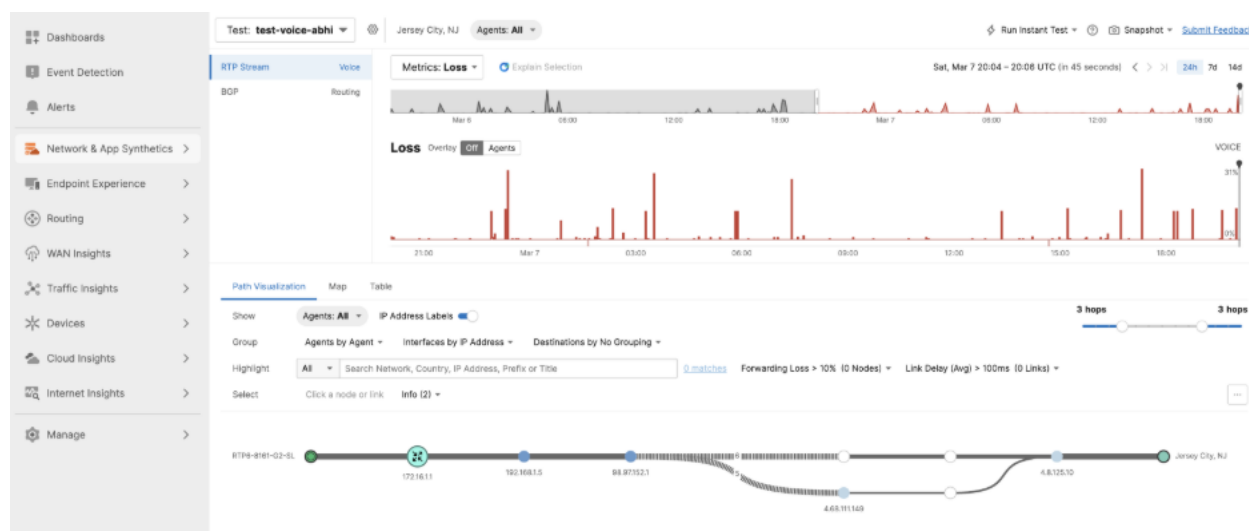 Dashboards
Event Detection
Alerts
Network & App Synthetics
Endpoint Experience
Routing
WAN Insights
Traffic Insights
Devices
Cloud Insights
Internet Insights
Manage
Test: test-voice-abhi
Jersey City, NJ Agents: All
Run Instant Test Snapshot Submit Feedbac
RTP Stream Voice
BGP Routing
Metrics: Loss Explain Selection
Sat, Mar 7 20:04 – 20:06 UTC (in 45 seconds) 24h 7d 14d
Mar 6 06:00 12:00 18:00 Mar 7 06:00 12:00 18:00
Loss Overlay Off Agents VOICE
31%
0%
21:00 Mar 7 03:00 06:00 09:00 12:00 15:00 18:00
Path Visualization Map Table
Show Agents: All IP Address Labels
3 hops 3 hops
Group Agents by Agent Interfaces by IP Address Destinations by No Grouping
Highlight All Search Network, Country, IP Address, Prefix or Title 0 matches Forwarding Loss > 10% (0 Nodes) Link Delay (Avg) > 100ms (0 Links)
Select Click a node or link Info (2)
6
Jersey City, NJ
5
172.16.1.1 192.168.1.5 98.97.152.1 4.8.125.10
4.68.111.149